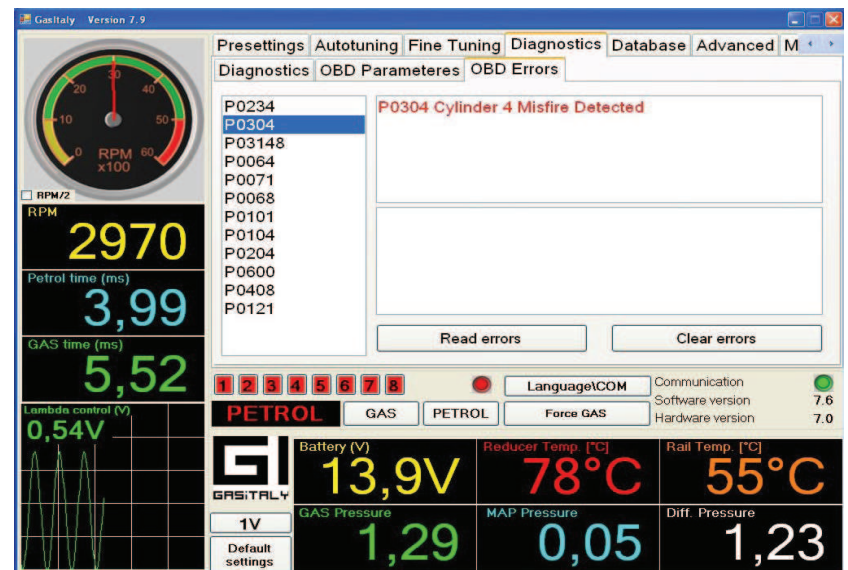 GasItaly Version 7.9
Presettings Autotuning Fine Tuning Diagnostics Database Advanced M
Diagnostics OBD Parameteres OBD Errors
P0234
P0304
P03148
P0064
P0071
P0068
P0101
P0104
P0204
P0600
P0408
P0121
P0304 Cylinder 4 Misfire Detected
Read errors Clear errors
0 10 20 30 40 50 60
RPM
x100
RPM/2
RPM
2970
Petrol time (ms)
3,99
GAS time (ms)
5,52
Lambda control (V)
0,54V
1 2 3 4 5 6 7 8
PETROL GAS PETROL
Language\COM
Force GAS
Communication
Software version 7.6
Hardware version 7.0
GI
GASiTALY
1V
Default
settings
Battery (V)
13,9V
Reducer Temp. [°C]
78°C
Rail Temp. [°C]
55°C
GAS Pressure
1,29
MAP Pressure
0,05
Diff. Pressure
1,23